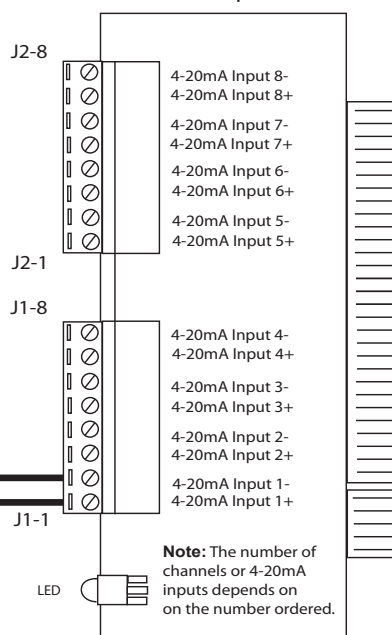 J2-8
4-20mA Input 8-
4-20mA Input 8+
4-20mA Input 7-
4-20mA Input 7+
4-20mA Input 6-
4-20mA Input 6+
4-20mA Input 5-
4-20mA Input 5+
J2-1
J1-8
4-20mA Input 4-
4-20mA Input 4+
4-20mA Input 3-
4-20mA Input 3+
4-20mA Input 2-
4-20mA Input 2+
4-20mA Input 1-
4-20mA Input 1+
J1-1
LED
Note: The number of
channels or 4-20mA
inputs depends on
on the number ordered.